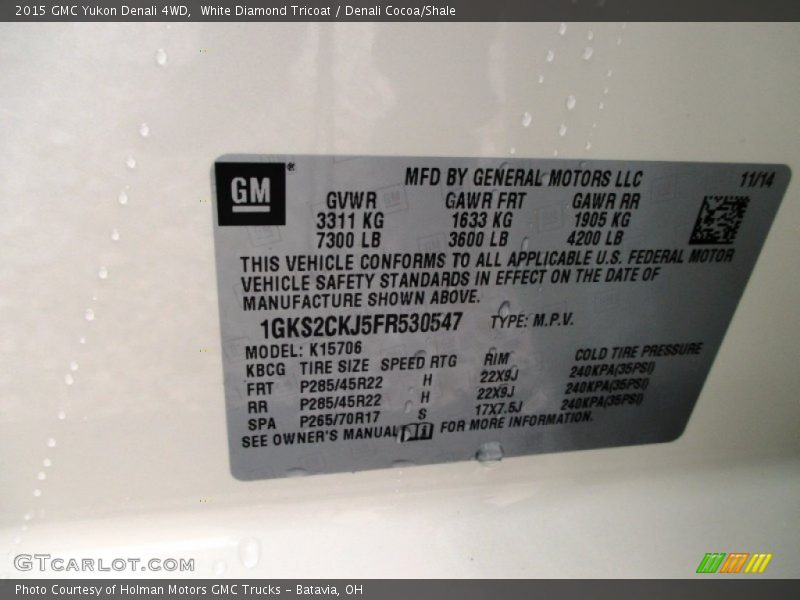 2015 GMC Yukon Denali 4WD,  White Diamond Tricoat / Denali Cocoa/Shale
GM
MFD BY GENERAL MOTORS LLC 11/14
GVWR GAWR FRT GAWR RR
3311 KG 1633 KG 1905 KG
7300 LB 3600 LB 4200 LB
THIS VEHICLE CONFORMS TO ALL APPLICABLE U.S. FEDERAL MOTOR
VEHICLE SAFETY STANDARDS IN EFFECT ON THE DATE OF
MANUFACTURE SHOWN ABOVE.
1GKS2CKJ5FR530547 TYPE: M.P.V.
MODEL: K15706
KBCG TIRE SIZE SPEED RTG RIM COLD TIRE PRESSURE
FRT P285/45R22 H 22X9J 240KPA(35PSI)
RR P285/45R22 H 22X9J 240KPA(35PSI)
SPA P265/70R17 S 17X7.5J 240KPA(35PSI)
SEE OWNER'S MANUAL FOR MORE INFORMATION.
GTCARLOT.COM
Photo Courtesy of Holman Motors GMC Trucks - Batavia, OH